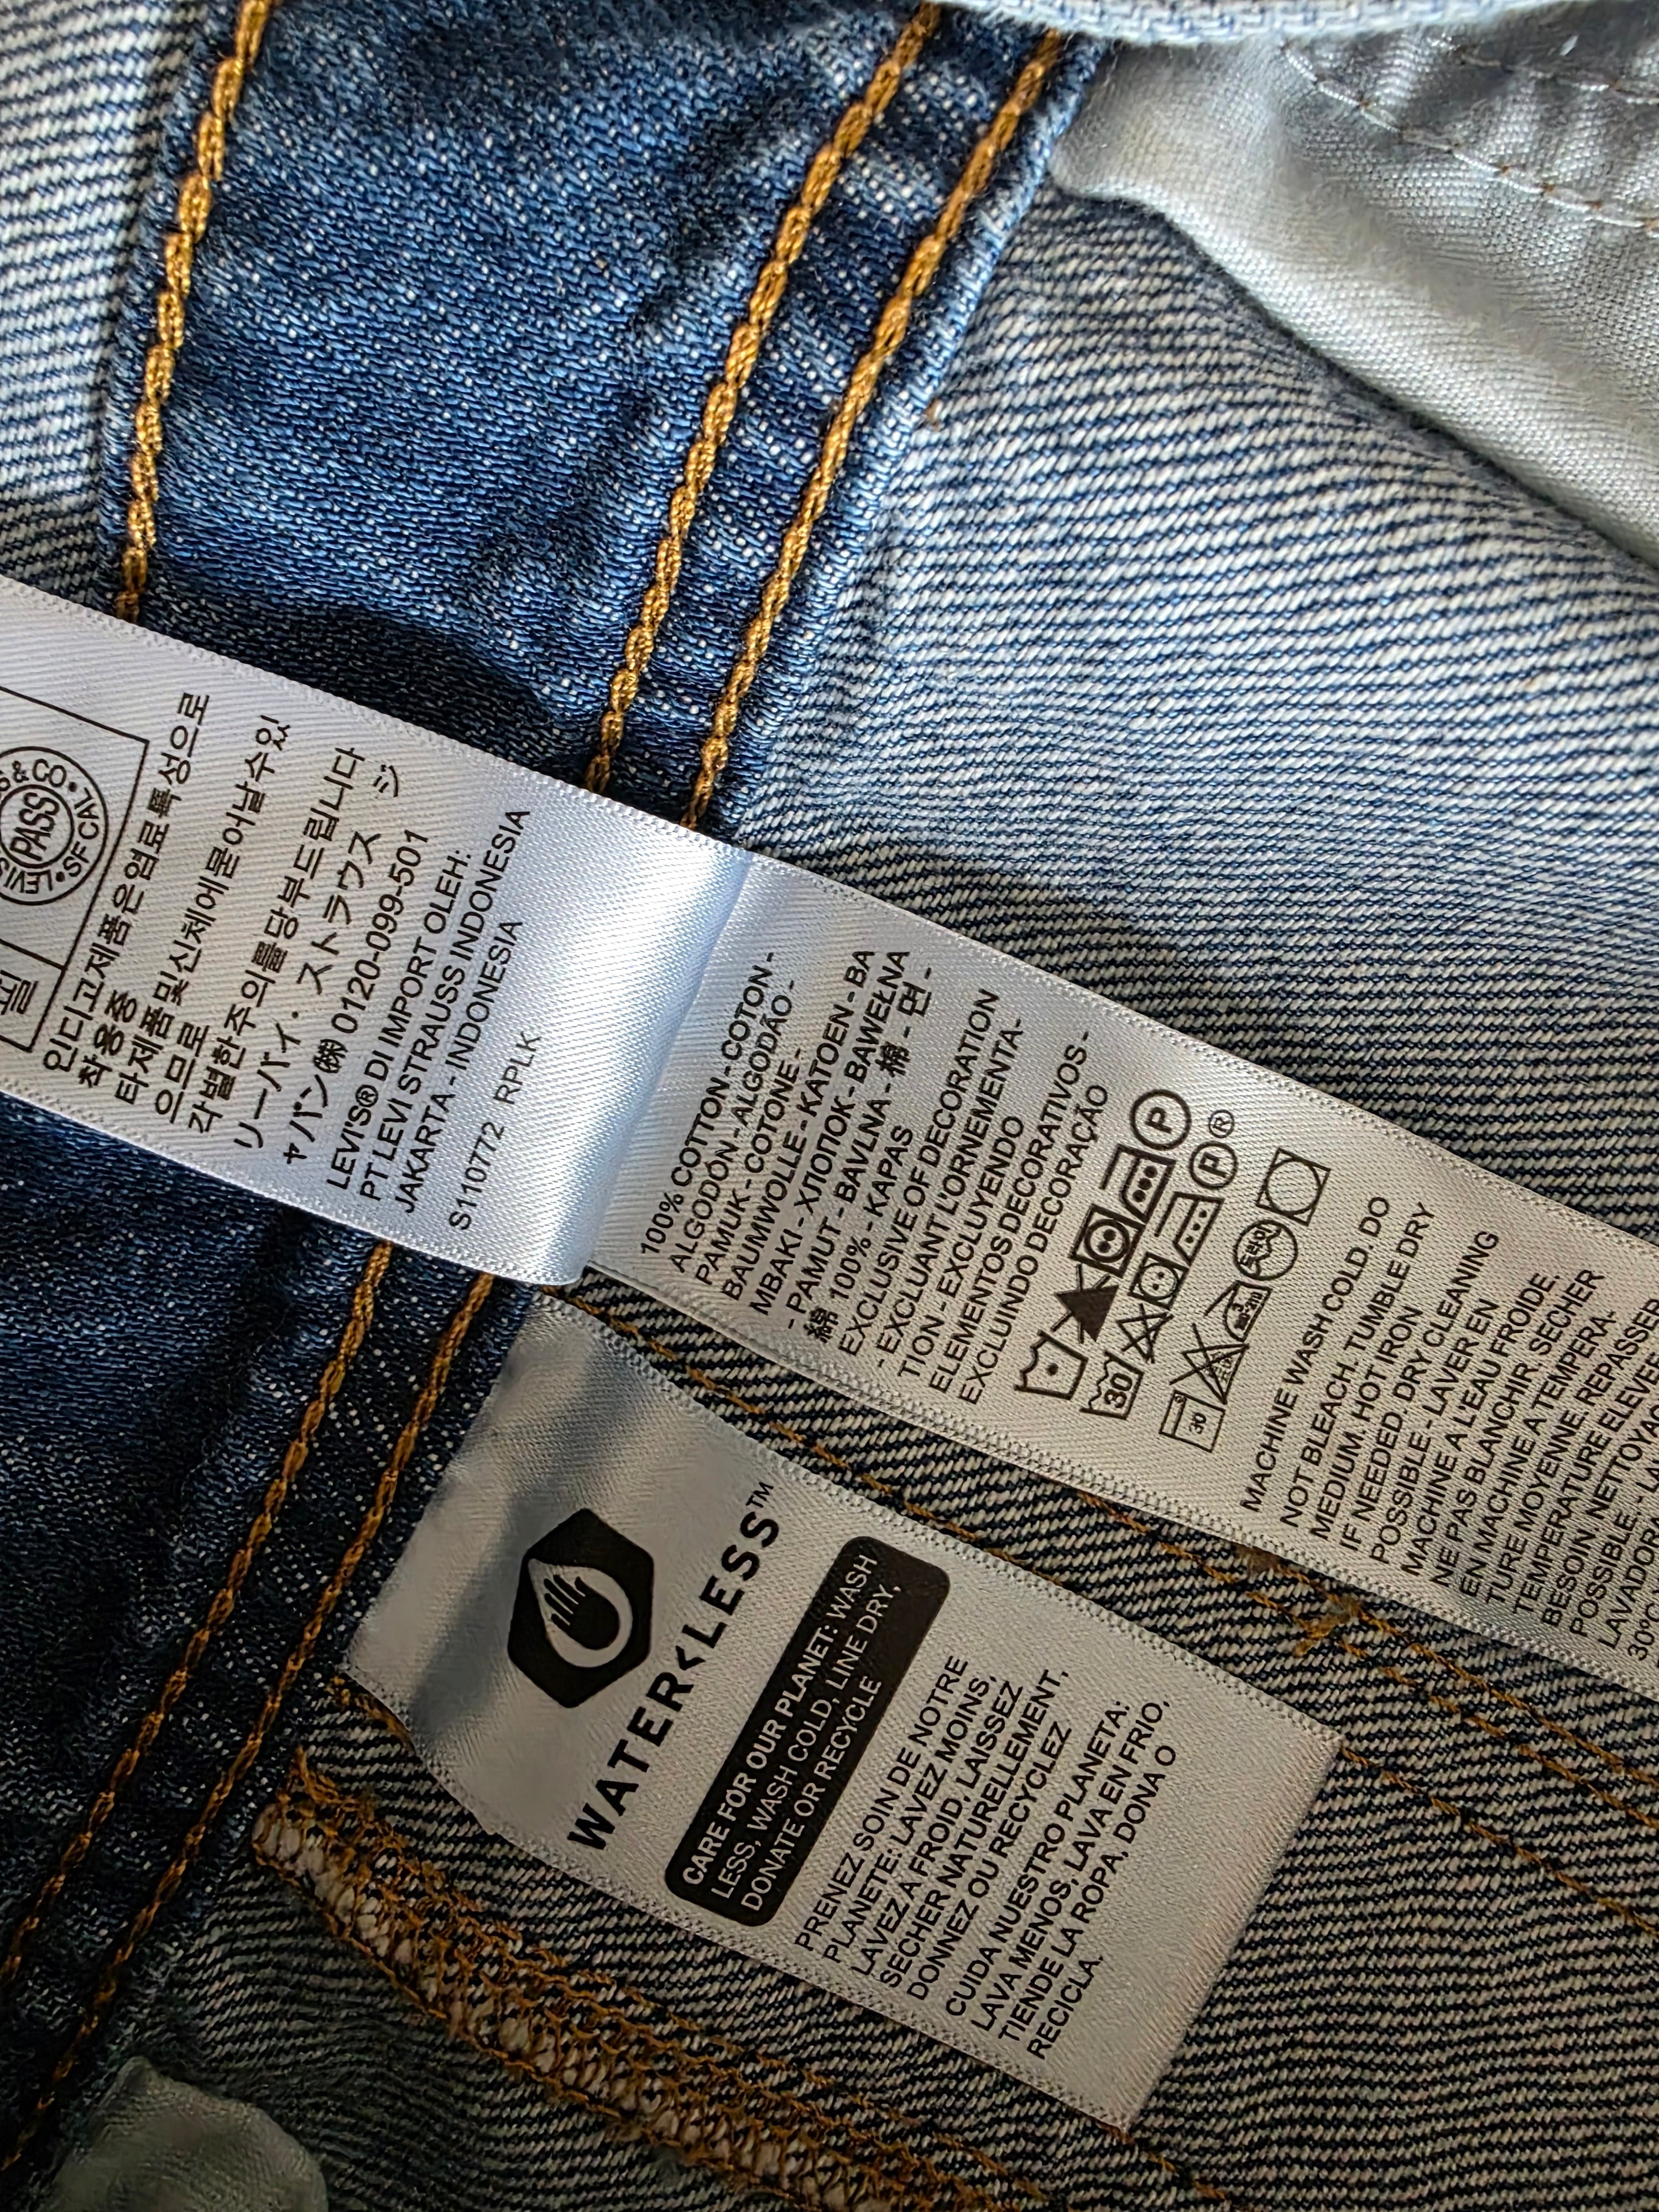 & CO.
LEVI'S
PASS
SF CAL
필
인디고제품은염료특성으로
착용중
타제품및신체에물이날수있
으므로
각별한주의를당부드립니다
リーバイ・ストラウス ジ
ャパン㈱ 0120-099-501
LEVI'S® DI IMPORT OLEH:
PT LEVI STRAUSS INDONESIA
JAKARTA - INDONESIA
S110772 RPLK
100% COTTON - COTON -
ALGODÓN - ALGODÃO -
PAMUK - COTONE -
BAUMWOLLE - KATOEN - BA
MBAKI - ХЛОПОК - BAWEŁNA
- PAMUT - BAVLNA - 棉 - 면 -
綿 100% - KAPAS
EXCLUSIVE OF DECORATION
- EXCLUANT L'ORNEMENTA-
TION - EXCLUYENDO
ELEMENTOS DECORATIVOS -
EXCLUINDO DECORAÇÃO
P
30 P ®
30
MACHINE WASH COLD. DO
NOT BLEACH. TUMBLE DRY
MEDIUM. HOT IRON
IF NEEDED. DRY CLEANING
POSSIBLE. - LAVER EN
MACHINE A L'EAU FROIDE.
NE PAS BLANCHIR. SECHER
EN MACHINE A TEMPERA-
TURE MOYENNE. REPASSER
TEMPERATURE ELEVEE
BESOIN. NETTOYA
POSSIBLE. - LA
LAVADORA
30°C
WATER<LESS™
CARE FOR OUR PLANET: WASH
LESS, WASH COLD, LINE DRY,
DONATE OR RECYCLE
PRENEZ SOIN DE NOTRE
PLANETE: LAVEZ MOINS,
LAVEZ A FROID, LAISSEZ
SECHER NATURELLEMENT,
DONNEZ OU RECYCLEZ
CUIDA NUESTRO PLANETA:
LAVA MENOS, LAVA EN FRIO,
TIENDE LA ROPA, DONA O
RECICLA.